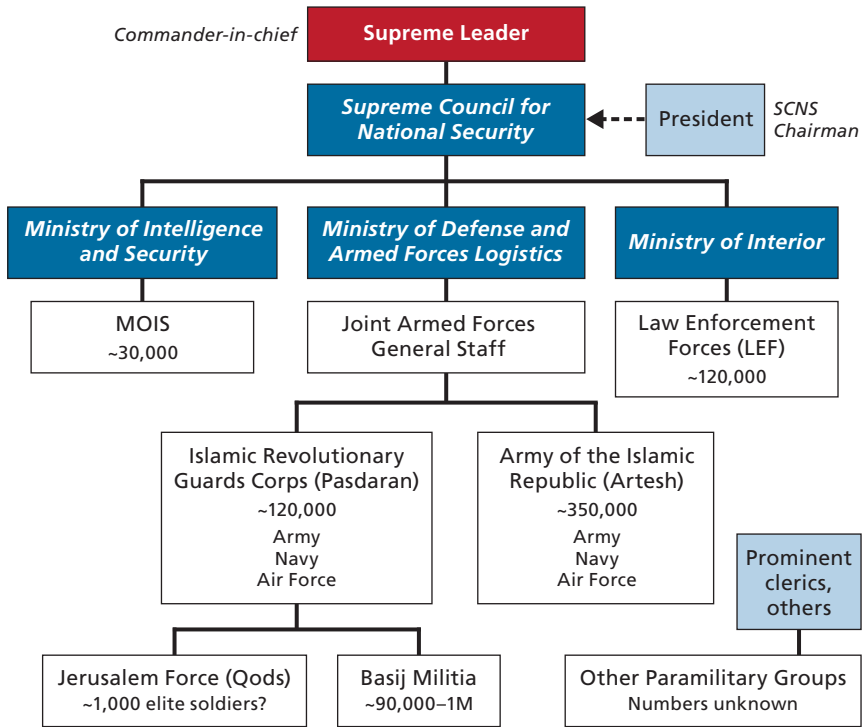 Commander-in-chief
Supreme Leader
Supreme Council for
National Security
President
SCNS
Chairman
Ministry of Intelligence
and Security
Ministry of Defense and
Armed Forces Logistics
Ministry of Interior
MOIS
~30,000
Joint Armed Forces
General Staff
Law Enforcement
Forces (LEF)
~120,000
Islamic Revolutionary
Guards Corps (Pasdaran)
~120,000
Army
Navy
Air Force
Army of the Islamic
Republic (Artesh)
~350,000
Army
Navy
Air Force
Prominent
clerics,
others
Jerusalem Force (Qods)
~1,000 elite soldiers?
Basij Militia
~90,000–1M
Other Paramilitary Groups
Numbers unknown